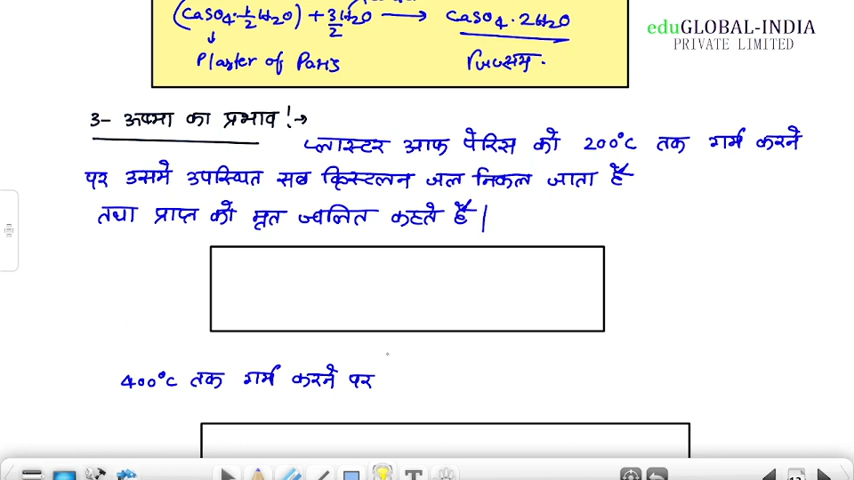 (CaSO4.1/2H2O) + 3/2 H2O → CaSO4.2H2O
Plaster of Paris
जिप्सम.
eduGLOBAL-INDIA
PRIVATE LIMITED
3- ऊष्मा का प्रभाव!→
प्लास्टर आफ पेरिस को 200°C तक गर्म करने
पर उसमे उपस्थित सब क्रिस्टलन जल निकल जाता है
तथा प्राप्त को मृत ज्वलित कहते है।
400°C तक गर्म करने पर